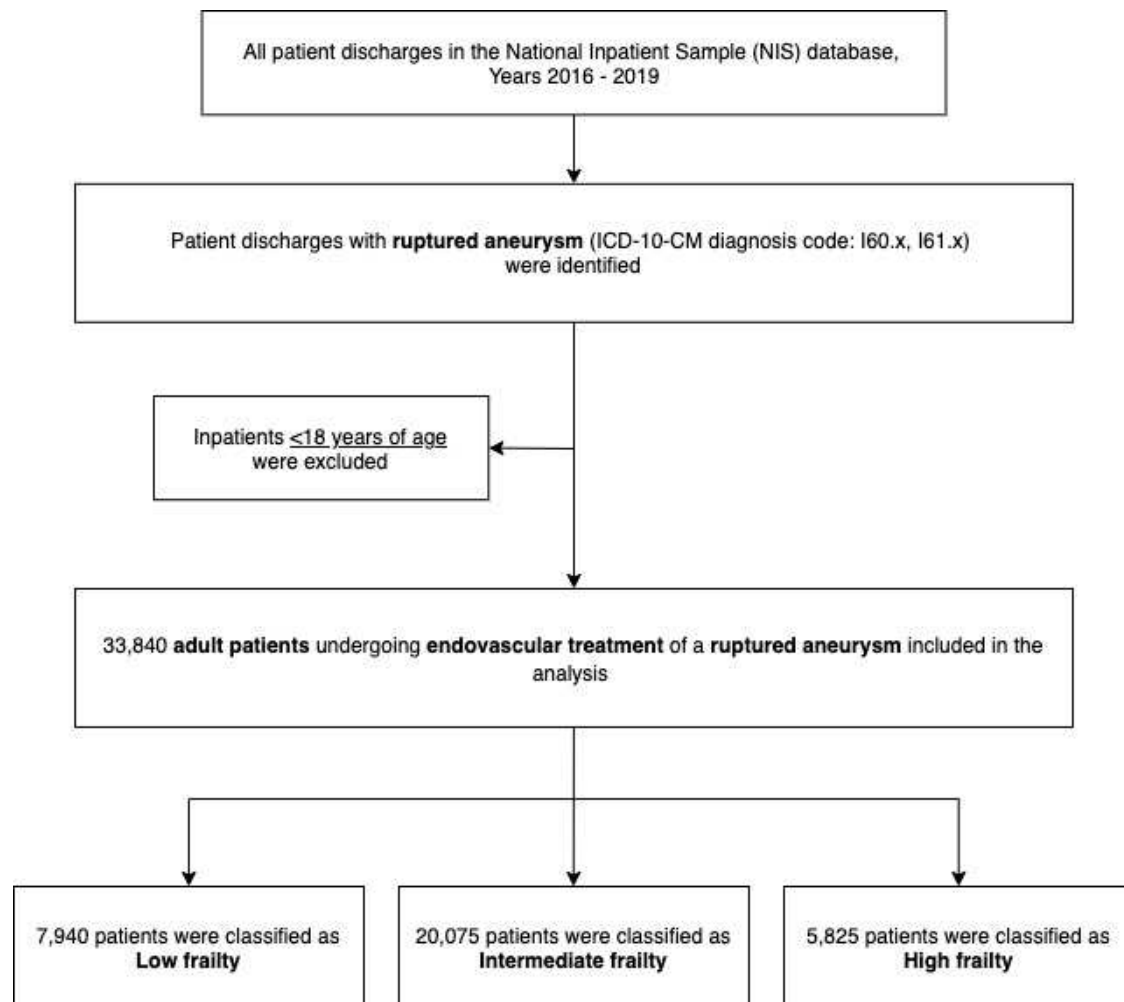 All patient discharges in the National Inpatient Sample (NIS) database,
Years 2016 - 2019
Patient discharges with ruptured aneurysm (ICD-10-CM diagnosis code: I60.x, I61.x)
were identified
Inpatients <18 years of age
were excluded
33,840 adult patients undergoing endovascular treatment of a ruptured aneurysm included in the
analysis
7,940 patients were classified as
Low frailty
20,075 patients were classified as
Intermediate frailty
5,825 patients were classified as
High frailty